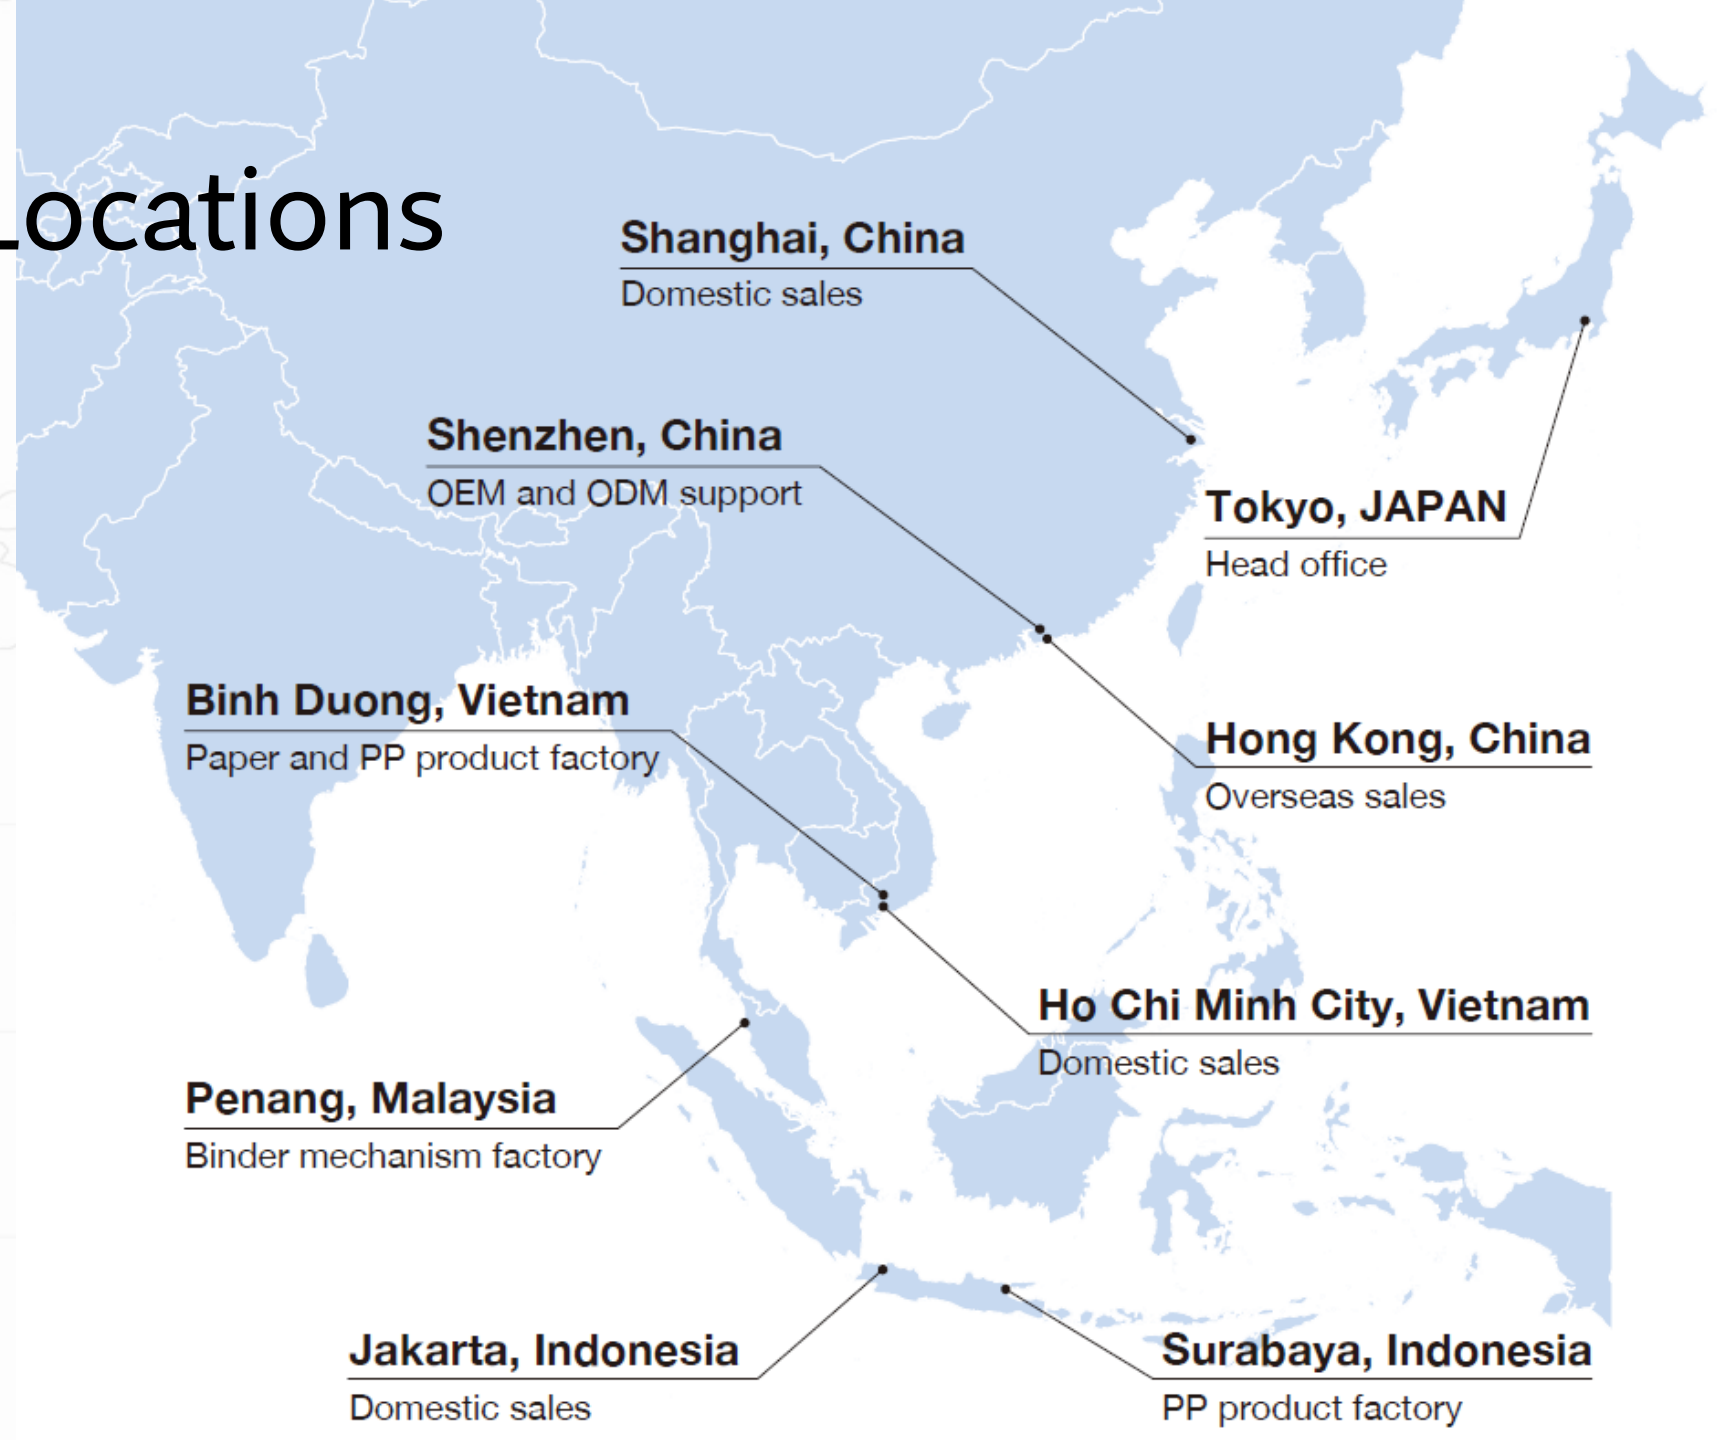 Locations
Shanghai, China
Domestic sales
Shenzhen, China
OEM and ODM support
Tokyo, JAPAN
Head office
Binh Duong, Vietnam
Paper and PP product factory
Hong Kong, China
Overseas sales
Ho Chi Minh City, Vietnam
Domestic sales
Penang, Malaysia
Binder mechanism factory
Jakarta, Indonesia
Domestic sales
Surabaya, Indonesia
PP product factory